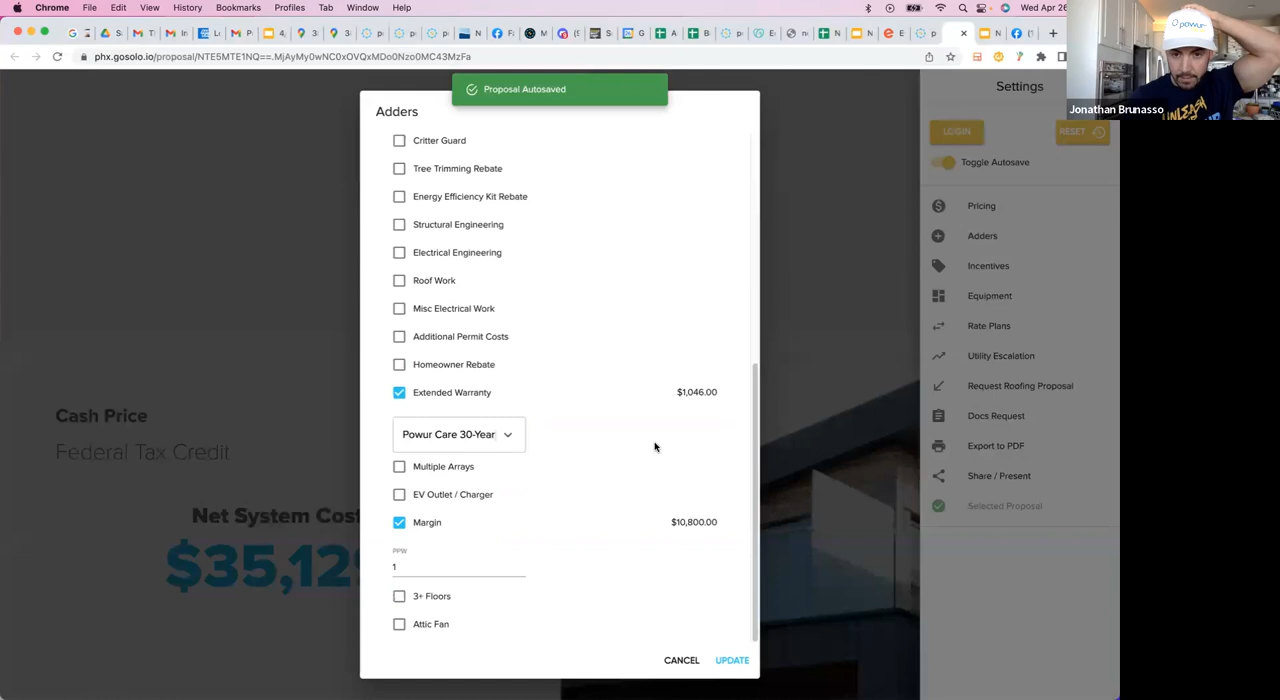 Chrome File Edit View History Bookmarks Profiles Tab Window Help
Wed Apr 26
phx.gosolo.io/proposal/NTE5MTE1NQ==.MjAyMy0wNC0xOVQxMDo0Nzo0MC43MzFa
powur
Jonathan Brunasso
Proposal Autosaved
Adders
Critter Guard
Tree Trimming Rebate
Energy Efficiency Kit Rebate
Structural Engineering
Electrical Engineering
Roof Work
Misc Electrical Work
Additional Permit Costs
Homeowner Rebate
Extended Warranty $1,046.00
Powur Care 30-Year
Multiple Arrays
EV Outlet / Charger
Margin $10,800.00
PPW
1
3+ Floors
Attic Fan
CANCEL UPDATE
Cash Price
Federal Tax Credit
Net System Cost
$35,129
Settings
LOGIN RESET
Toggle Autosave
Pricing
Adders
Incentives
Equipment
Rate Plans
Utility Escalation
Request Roofing Proposal
Docs Request
Export to PDF
Share / Present
Selected Proposal